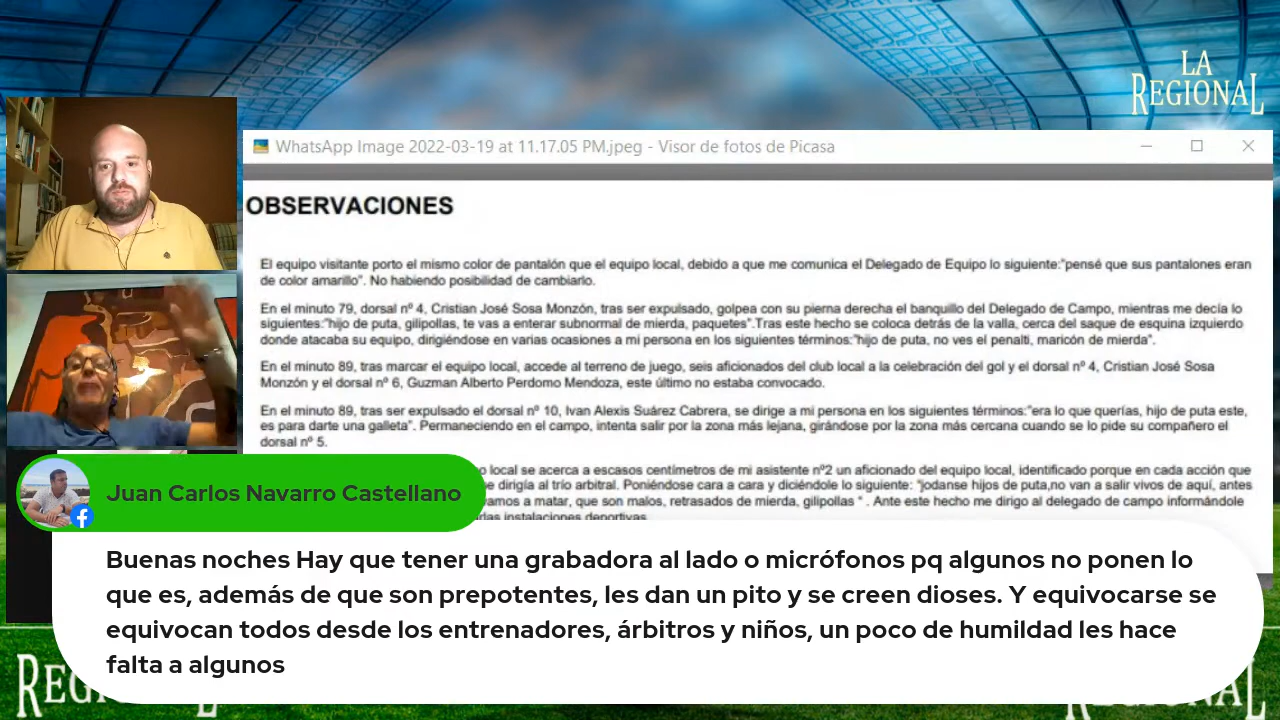 LA
REGIONAL
WhatsApp Image 2022-03-19 at 11.17.05 PM.jpeg - Visor de fotos de Picasa
OBSERVACIONES
El equipo visitante porto el mismo color de pantalón que el equipo local, debido a que me comunica el Delegado de Equipo lo siguiente:"pensé que sus pantalones eran
de color amarillo". No habiendo posibilidad de cambiarlo.
En el minuto 79, dorsal nº 4, Cristian José Sosa Monzón, tras ser expulsado, golpea con su pierna derecha el banquillo del Delegado de Campo, mientras me decía lo
siguientes:"hijo de puta, gilipollas, te vas a enterar subnormal de mierda, paquetes".Tras este hecho se coloca detrás de la valla, cerca del saque de esquina izquierdo
donde atacaba su equipo, dirigiéndose en varias ocasiones a mi persona en los siguientes términos:"hijo de puta, no ves el penalti, maricón de mierda".
En el minuto 89, tras marcar el equipo local, accede al terreno de juego, seis aficionados del club local a la celebración del gol y el dorsal nº 4, Cristian José Sosa
Monzón y el dorsal nº 6, Guzman Alberto Perdomo Mendoza, este último no estaba convocado.
En el minuto 89, tras ser expulsado el dorsal nº 10, Ivan Alexis Suárez Cabrera, se dirige a mi persona en los siguientes términos:"era lo que querías, hijo de puta este,
es para darte una galleta". Permaneciendo en el campo, intenta salir por la zona más lejana, girándose por la zona más cercana cuando se lo pide su compañero el
dorsal nº 5.
local se acerca a escasos centímetros de mi asistente nº2 un aficionado del equipo local, identificado porque en cada acción que
se dirigía al trío arbitral. Poniéndose cara a cara y diciéndole lo siguiente: "jodanse hijos de puta,no van a salir vivos de aquí, antes
vamos a matar, que son malos, retrasados de mierda, gilipollas " . Ante este hecho me dirijo al delegado de campo informándole
instalaciones deportivas.
Juan Carlos Navarro Castellano
Buenas noches Hay que tener una grabadora al lado o micrófonos pq algunos no ponen lo
que es, además de que son prepotentes, les dan un pito y se creen dioses. Y equivocarse se
equivocan todos desde los entrenadores, árbitros y niños, un poco de humildad les hace
falta a algunos